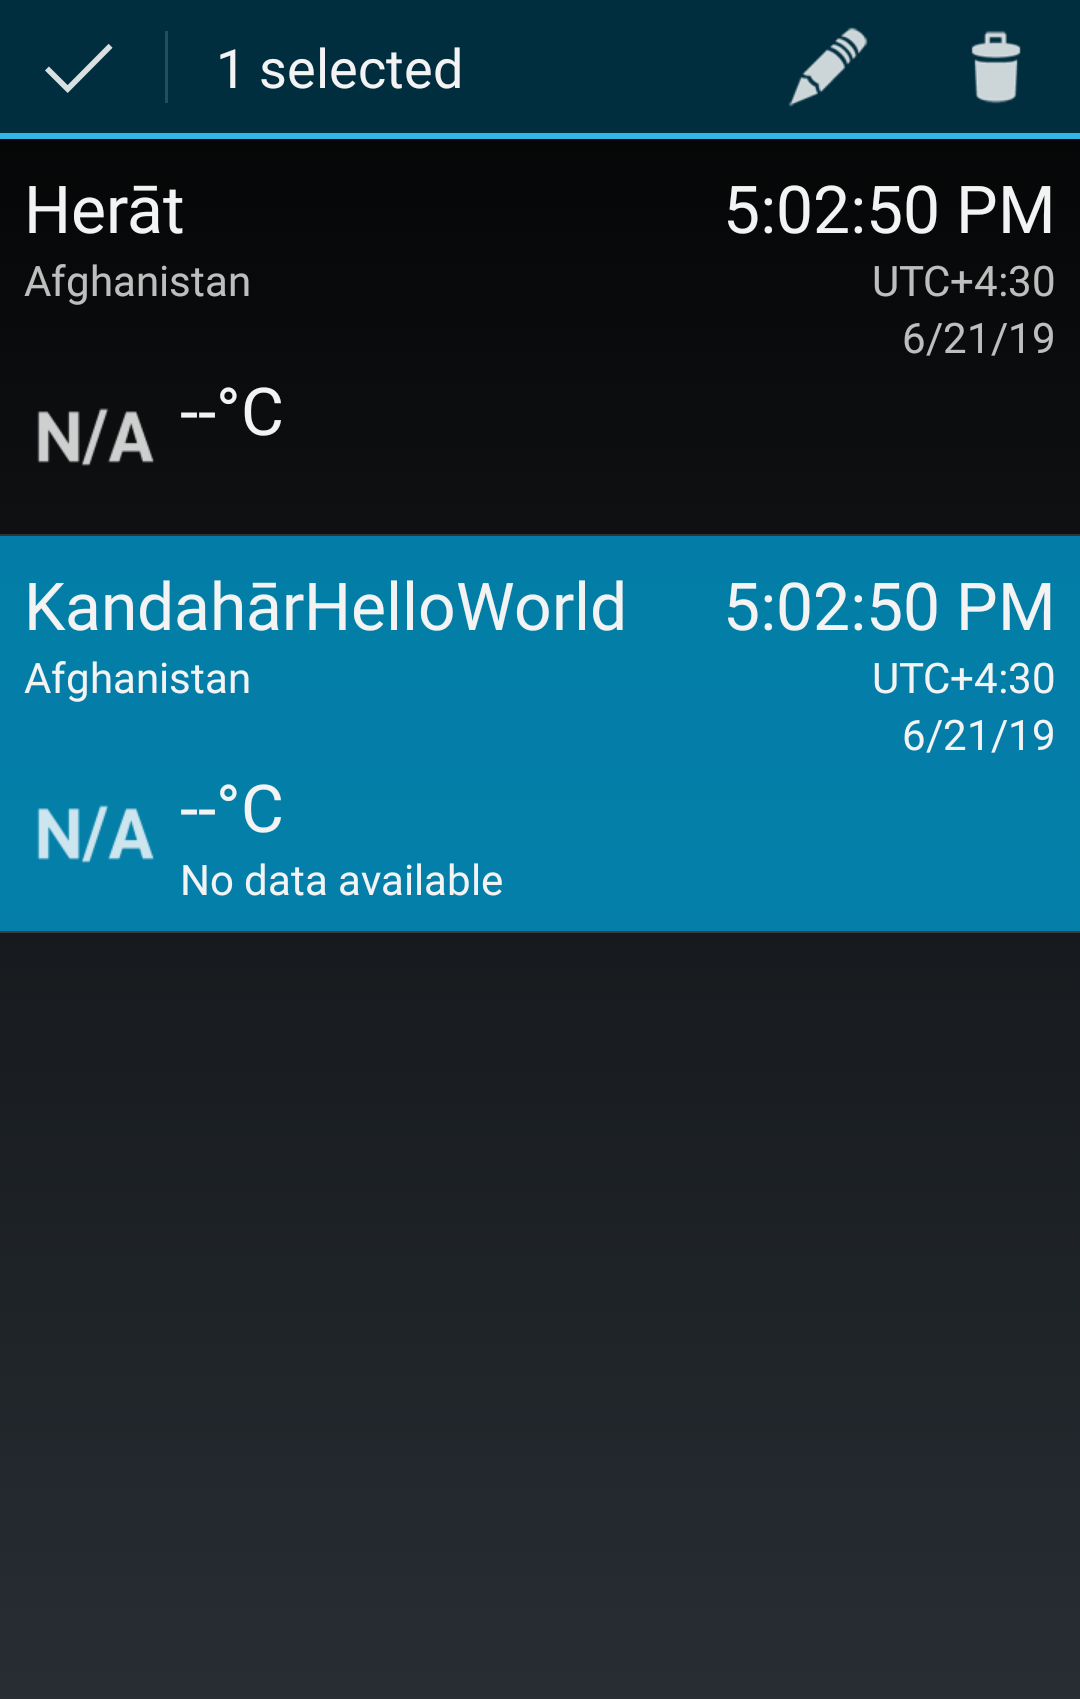 1 selected
Herāt
5:02:50 PM
Afghanistan
UTC+4:30
6/21/19
N/A
--°C
KandahārHelloWorld
5:02:50 PM
Afghanistan
UTC+4:30
6/21/19
N/A
--°C
No data available